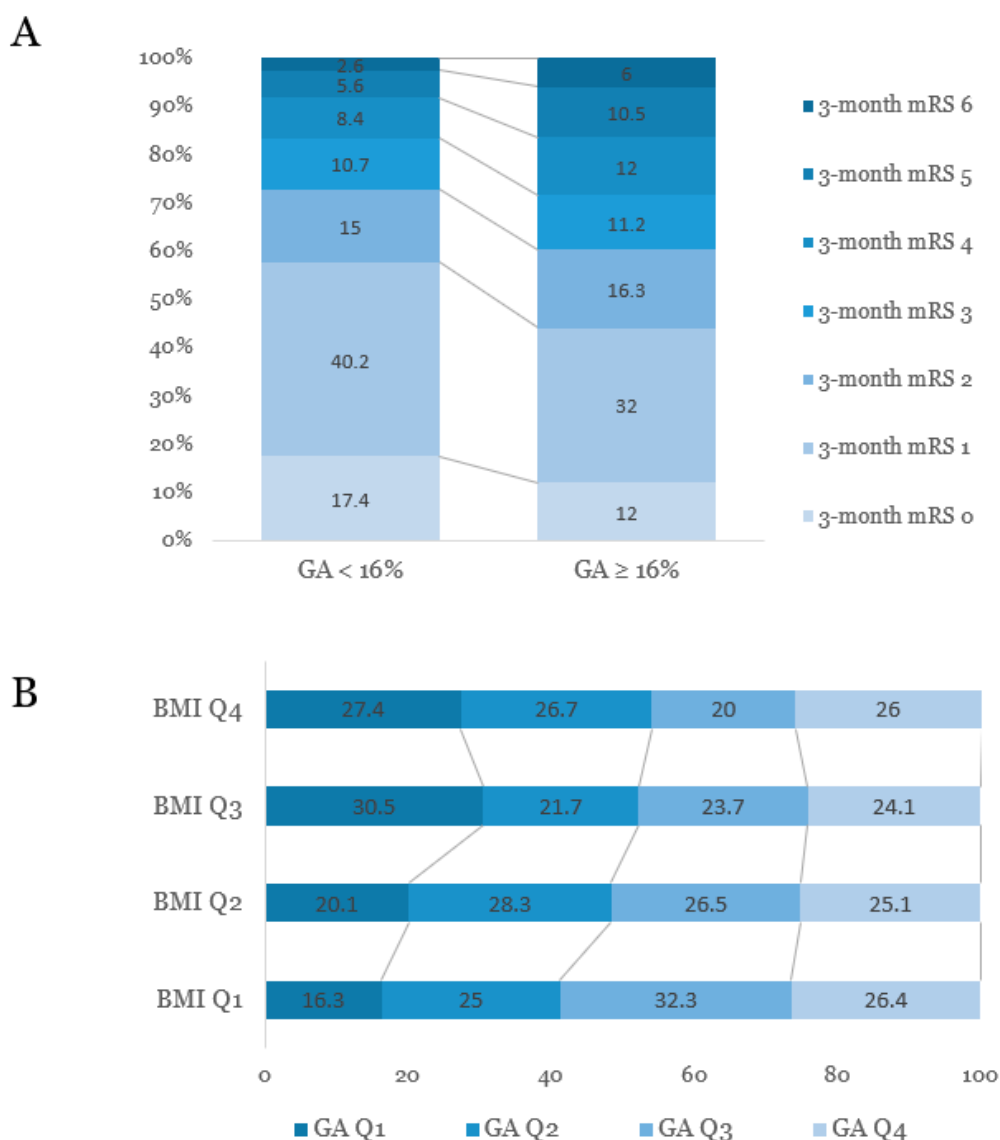 A
100%
90%
80%
70%
60%
50%
40%
30%
20%
10%
0%
2.6
5.6
8.4
10.7
15
40.2
17.4
6
10.5
12
11.2
16.3
32
12
GA < 16%
GA ≥ 16%
3-month mRS 6
3-month mRS 5
3-month mRS 4
3-month mRS 3
3-month mRS 2
3-month mRS 1
3-month mRS 0
B
BMI Q4 27.4 26.7 20 26
BMI Q3 30.5 21.7 23.7 24.1
BMI Q2 20.1 28.3 26.5 25.1
BMI Q1 16.3 25 32.3 26.4
0 20 40 60 80 100
GA Q1 GA Q2 GA Q3 GA Q4